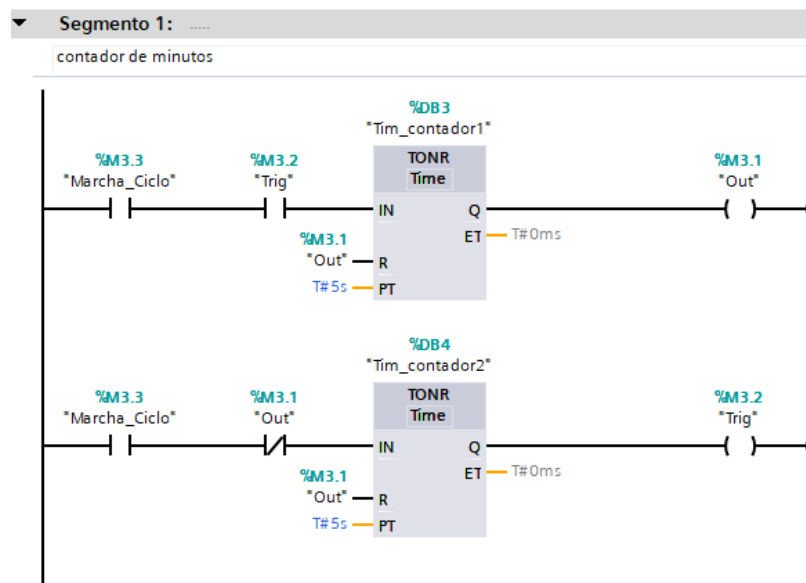 Segmento 1: .....
contador de minutos
%DB3
"Tim_contador1"
%M3.3 %M3.2 TONR %M3.1
"Marcha_Ciclo" "Trig" Time "Out"
IN Q
%M3.1 ET T#0ms
"Out" R
T#5s PT
%DB4
"Tim_contador2"
%M3.3 %M3.1 TONR %M3.2
"Marcha_Ciclo" "Out" Time "Trig"
IN Q
%M3.1 ET T#0ms
"Out" R
T#5s PT